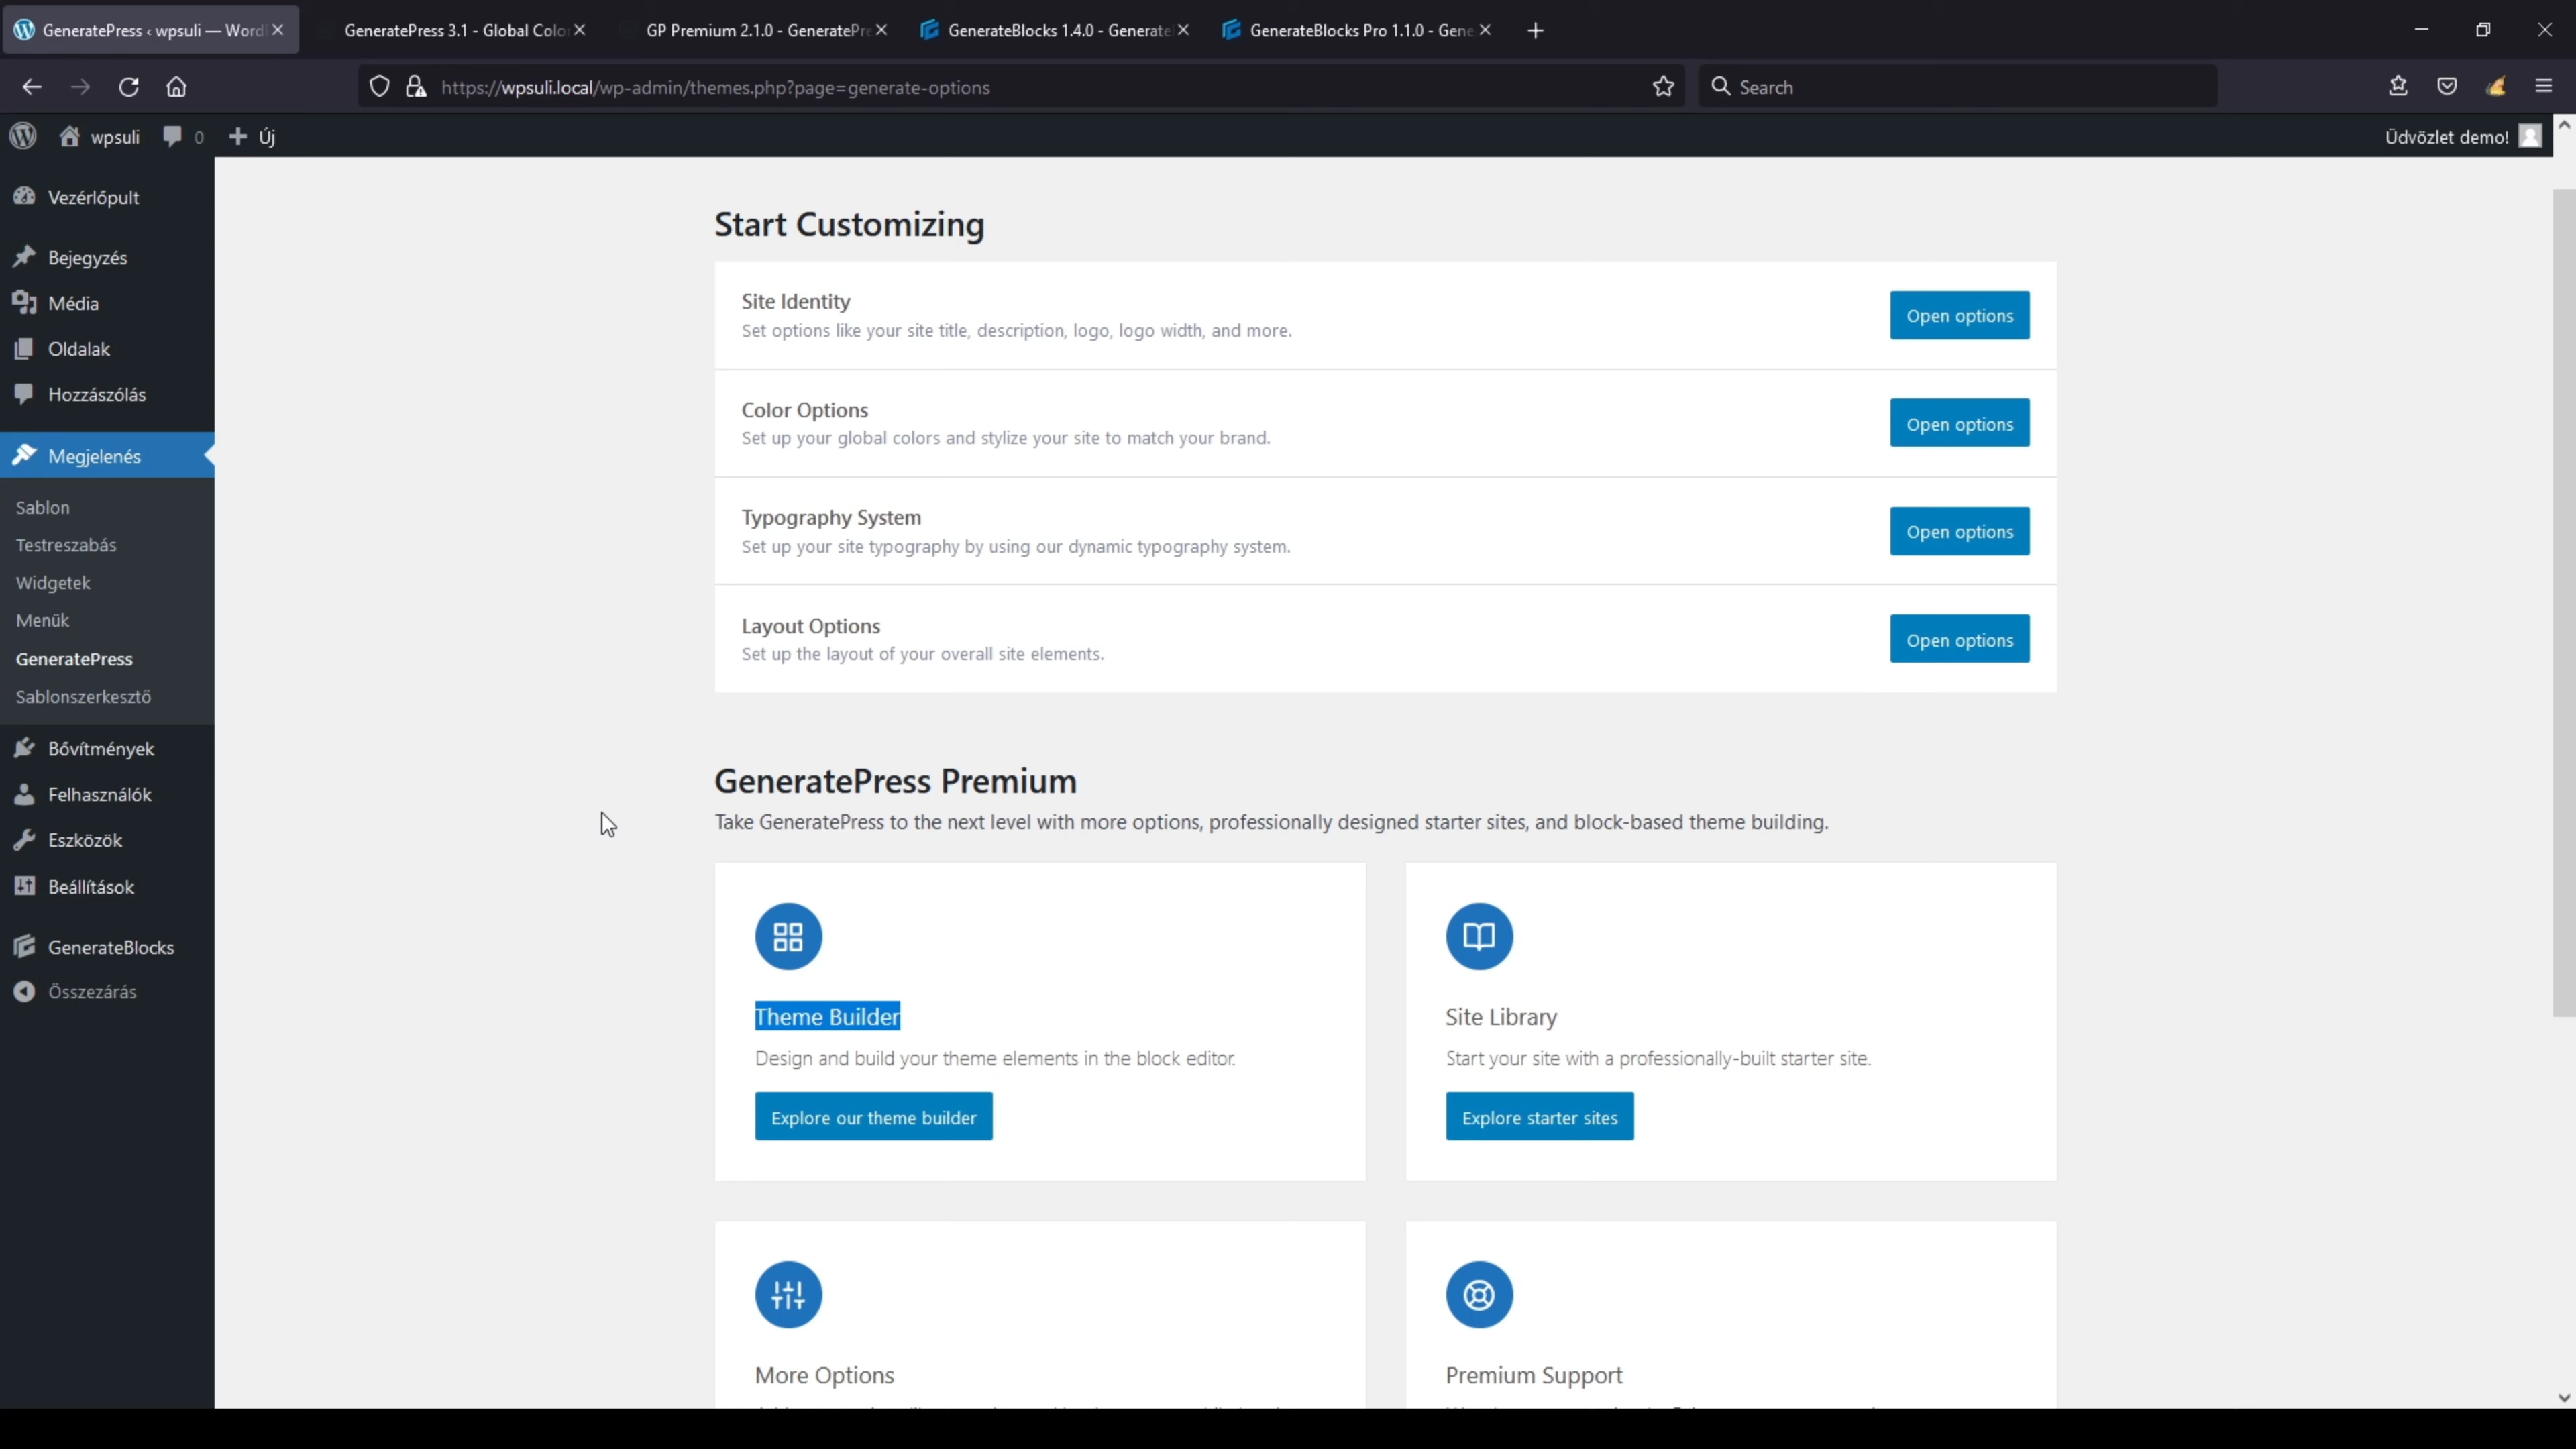 GeneratePress ‹ wpsuli — Word
GeneratePress 3.1 - Global Colo
GP Premium 2.1.0 - GeneratePre
GenerateBlocks 1.4.0 - Generate
GenerateBlocks Pro 1.1.0 - Gene
https://wpsuli.local/wp-admin/themes.php?page=generate-options
Search
wpsuli
0
Új
Üdvözlet demo!
Vezérlőpult
Bejegyzés
Média
Oldalak
Hozzászólás
Megjelenés
Sablon
Testreszabás
Widgetek
Menük
GeneratePress
Sablonszerkesztő
Bővítmények
Felhasználók
Eszközök
Beállítások
GenerateBlocks
Összezárás
Start Customizing
Site Identity
Set options like your site title, description, logo, logo width, and more.
Open options
Color Options
Set up your global colors and stylize your site to match your brand.
Open options
Typography System
Set up your site typography by using our dynamic typography system.
Open options
Layout Options
Set up the layout of your overall site elements.
Open options
GeneratePress Premium
Take GeneratePress to the next level with more options, professionally designed starter sites, and block-based theme building.
Theme Builder
Design and build your theme elements in the block editor.
Explore our theme builder
Site Library
Start your site with a professionally-built starter site.
Explore starter sites
More Options
Premium Support